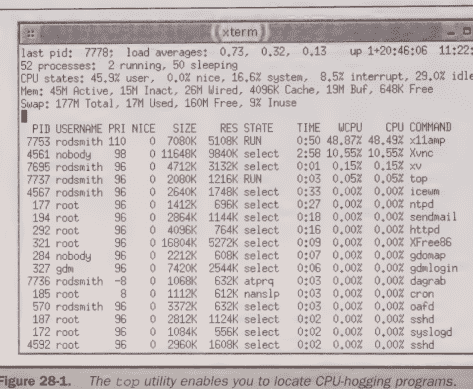 xterm
last pid: 7778; load averages: 0.73, 0.32, 0.13 up 1+20:46:06 11:22:
52 processes: 2 running, 50 sleeping
CPU states: 45.9% user, 0.0% nice, 16.6% system, 8.5% interrupt, 29.0% idle
Mem: 45M Active, 15M Inact, 26M Wired, 4096K Cache, 19M Buf, 648K Free
Swap: 177M Total, 17M Used, 160M Free, 9% Inuse
PID USERNAME PRI NICE SIZE RES STATE TIME WCPU CPU COMMAND
7753 rodsmith 110 0 7080K 5108K RUN 0:50 48.87% 48.49% x11amp
4561 nobody 98 0 11648K 9840K select 2:58 10.55% 10.55% Xvnc
7695 rodsmith 96 0 4712K 3132K select 0:01 0.15% 0.15% xv
7737 rodsmith 96 0 2080K 1216K RUN 0:03 0.05% 0.05% top
4567 rodsmith 96 0 2640K 1748K select 0:33 0.00% 0.00% icewm
177 root 96 0 1412K 696K select 0:27 0.00% 0.00% ntpd
194 root 96 0 2864K 1144K select 0:18 0.00% 0.00% sendmail
292 root 96 0 4096K 764K select 0:16 0.00% 0.00% httpd
321 root 96 0 16804K 5272K select 0:09 0.00% 0.00% XFree86
284 nobody 96 0 2212K 608K select 0:07 0.00% 0.00% gdomap
327 gdm 96 0 7420K 2544K select 0:06 0.00% 0.00% gdmlogin
7736 rodsmith -8 0 1068K 632K atprq 0:03 0.00% 0.00% dagrab
185 root 8 0 1112K 612K nanslp 0:03 0.00% 0.00% cron
570 rodsmith 96 0 3372K 632K select 0:03 0.00% 0.00% oafd
187 root 96 0 2812K 1124K select 0:02 0.00% 0.00% sshd
172 root 96 0 1084K 556K select 0:02 0.00% 0.00% syslogd
4592 root 96 0 2960K 1608K select 0:02 0.00% 0.00% sshd
Figure 28-1. The top utility enables you to locate CPU-hogging programs.